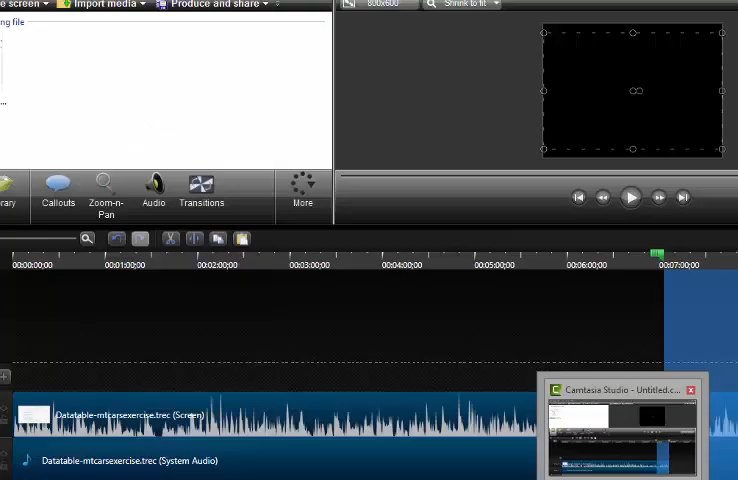 e screen Import media Produce and share
ng file
...
800x600 Shrink to fit
rary Callouts Zoom-n-Pan Audio Transitions More
00:00:00;00 00:01:00;00 00:02:00;00 00:03:00;00 00:04:00;00 00:05:00;00 00:06:00;00 00:07:00;00
Datatable-mtcarsexercise.trec (Screen)
Camtasia Studio - Untitled.c...
Datatable-mtcarsexercise.trec (System Audio)